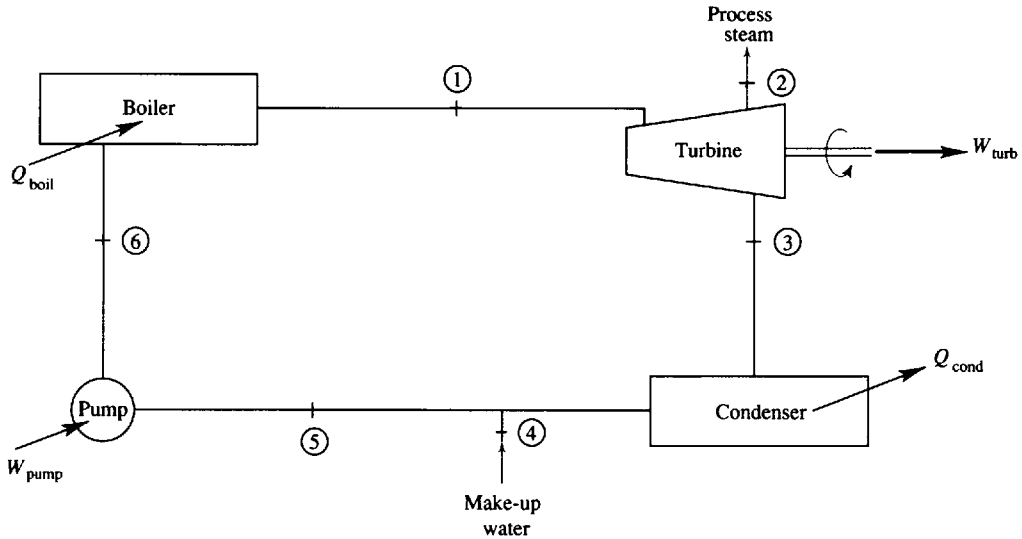 Process
steam
①
②
Boiler
Turbine
W turb
Q boil
⑥
③
Q cond
Pump
Condenser
⑤
④
W pump
Make-up
water